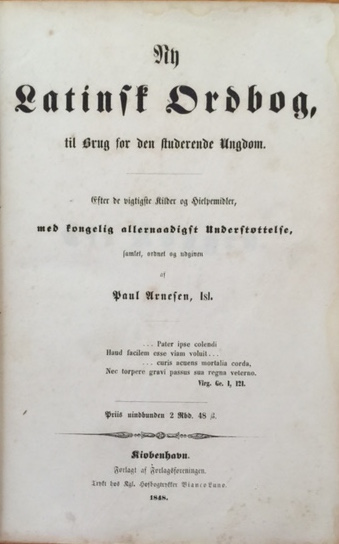 Ny
Latinsk Ordbog,
til Brug for den studerende Ungdom.
Efter de vigtigste Kilder og Hielpemidler,
med kongelig allernaadigst Understøttelse,
samlet, ordnet og udgiven
af
Paul Arnesen, Isl.
... Pater ipse colendi
Haud facilem esse viam voluit...
... curis acuens mortalia corda,
Nec torpere gravi passus sua regna veterno.
Virg. Ge. I, 121.
Priis uindbunden 2 Rbd. 48 ß.
Kiøbenhavn.
Forlagt af Forlagsforeningen.
Trykt hos Kgl. Hofbogtrykker Bianco Luno.
1848.